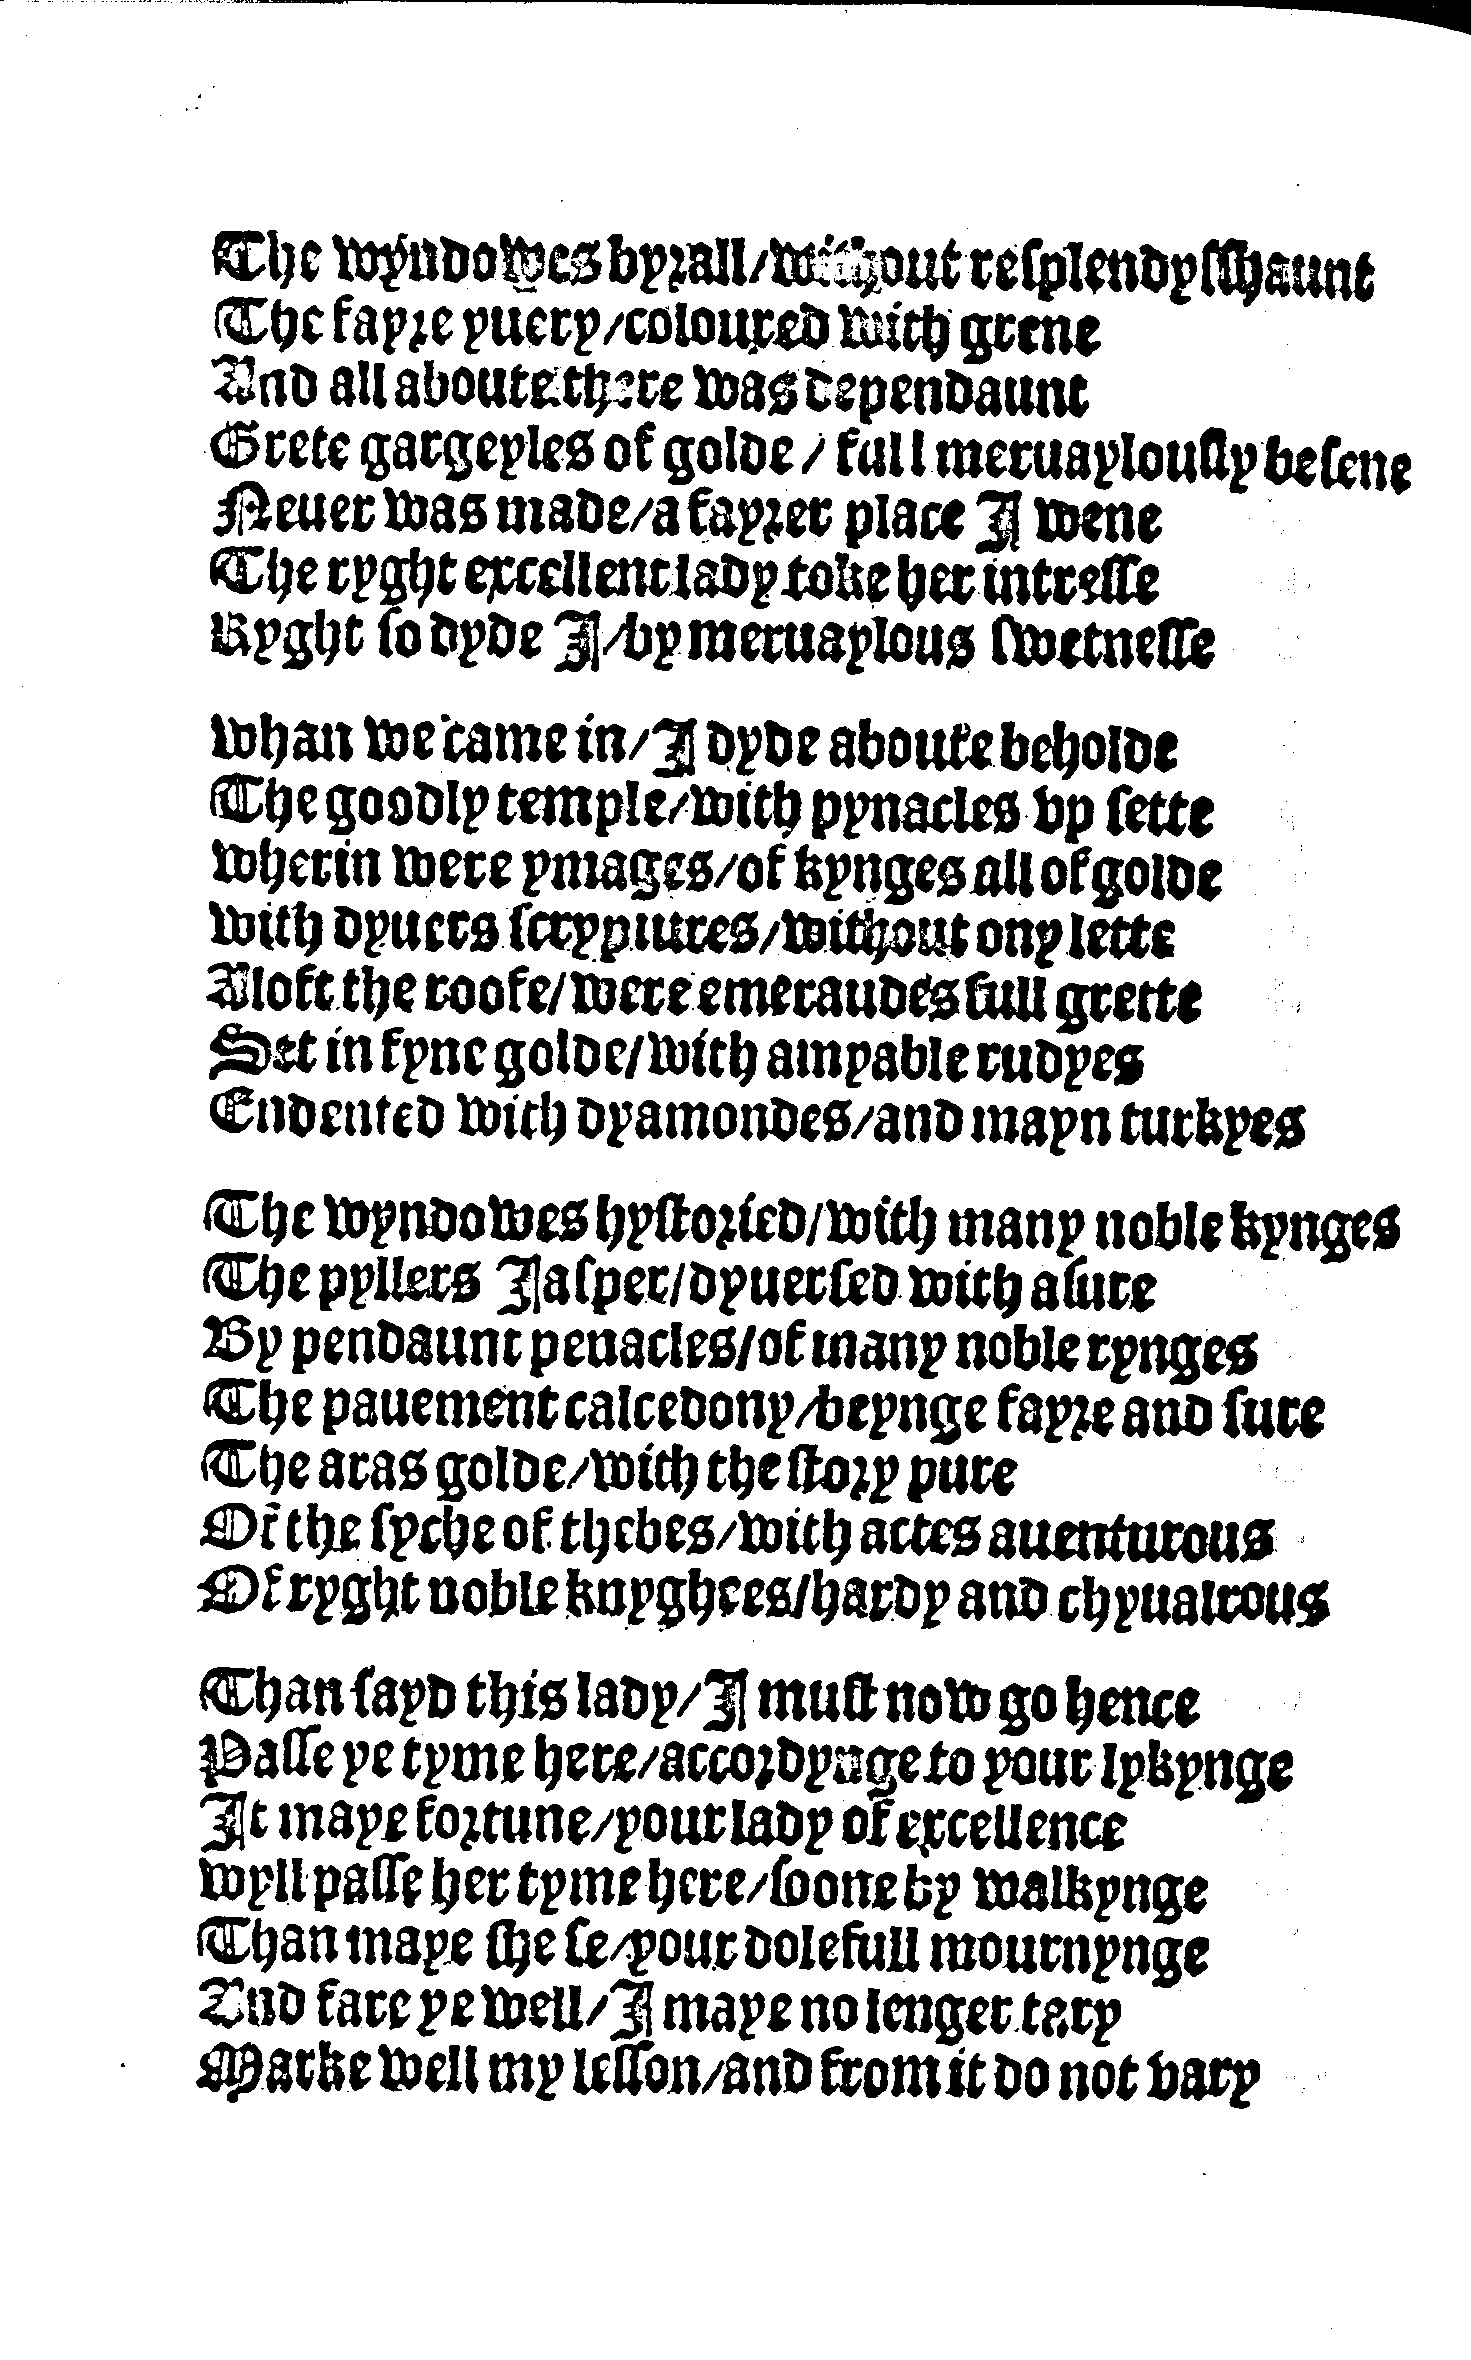 The wyndowes byrall/without resplendysshaunt
The fayre yuery/coloured with grene
And all aboute there was dependaunt
Grete gargeyles of golde/ full meruaylously besene
Neuer was made/a fayrer place I wene
The ryght excellent lady toke her intresse
Ryght so dyde I/by meruaylous swetnesse
whan we came in/I dyde aboute beholde
The goodly temple/with pynacles vp sette
wherin were ymages/of kynges all of golde
with dyuers scryptures/without ony lette
Aloft the roofe/were emeraudes full grette
Set in fyne golde/with amyable rudyes
Endented with dyamondes/and mayn turkyes
The wyndowes hystoried/with many noble kynges
The pyllers Jasper/dyuersed with asure
By pendaunt penacles/of many noble rynges
The pauement calcedony/beynge fayre and sure
The aras golde/with the story pure
Of the syche of thebes/with actes auenturous
Of ryght noble knyghtes/hardy and chyualrous
Than sayd this lady/I must now go hence
Passe ye tyme here/accordynge to your lykynge
It maye fortune/your lady of excellence
wyll passe her tyme here/soone by walkynge
Than maye she se/your dolefull mournynge
And fare ye well/I maye no lenger tary
Marke well my lesson/and from it do not vary